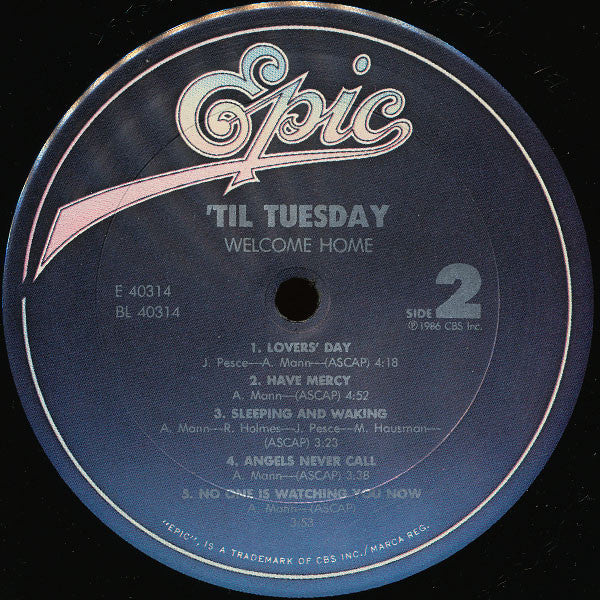 Epic
'TIL TUESDAY
WELCOME HOME
E 40314
BL 40314
SIDE 2
℗1986 CBS Inc.
1. LOVERS' DAY
J. Pesce—A. Mann—(ASCAP) 4:18
2. HAVE MERCY
A. Mann—(ASCAP) 4:52
3. SLEEPING AND WAKING
A. Mann—R. Holmes—J. Pesce—M. Hausman—
(ASCAP) 3:23
4. ANGELS NEVER CALL
A. Mann—(ASCAP) 3:38
5. NO ONE IS WATCHING YOU NOW
A. Mann—(ASCAP)
3:53
"EPIC", IS A TRADEMARK OF CBS INC./MARCA REG.